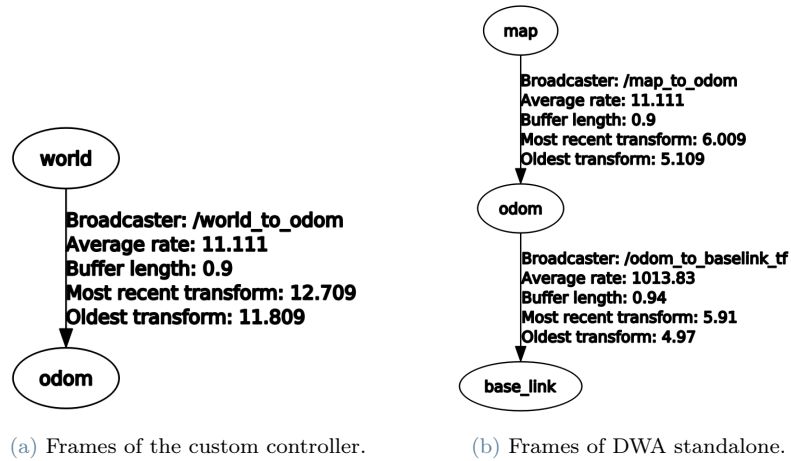 world
Broadcaster: /world_to_odom
Average rate: 11.111
Buffer length: 0.9
Most recent transform: 12.709
Oldest transform: 11.809
odom
(a) Frames of the custom controller.
map
Broadcaster: /map_to_odom
Average rate: 11.111
Buffer length: 0.9
Most recent transform: 6.009
Oldest transform: 5.109
odom
Broadcaster: /odom_to_baselink_tf
Average rate: 1013.83
Buffer length: 0.94
Most recent transform: 5.91
Oldest transform: 4.97
base_link
(b) Frames of DWA standalone.